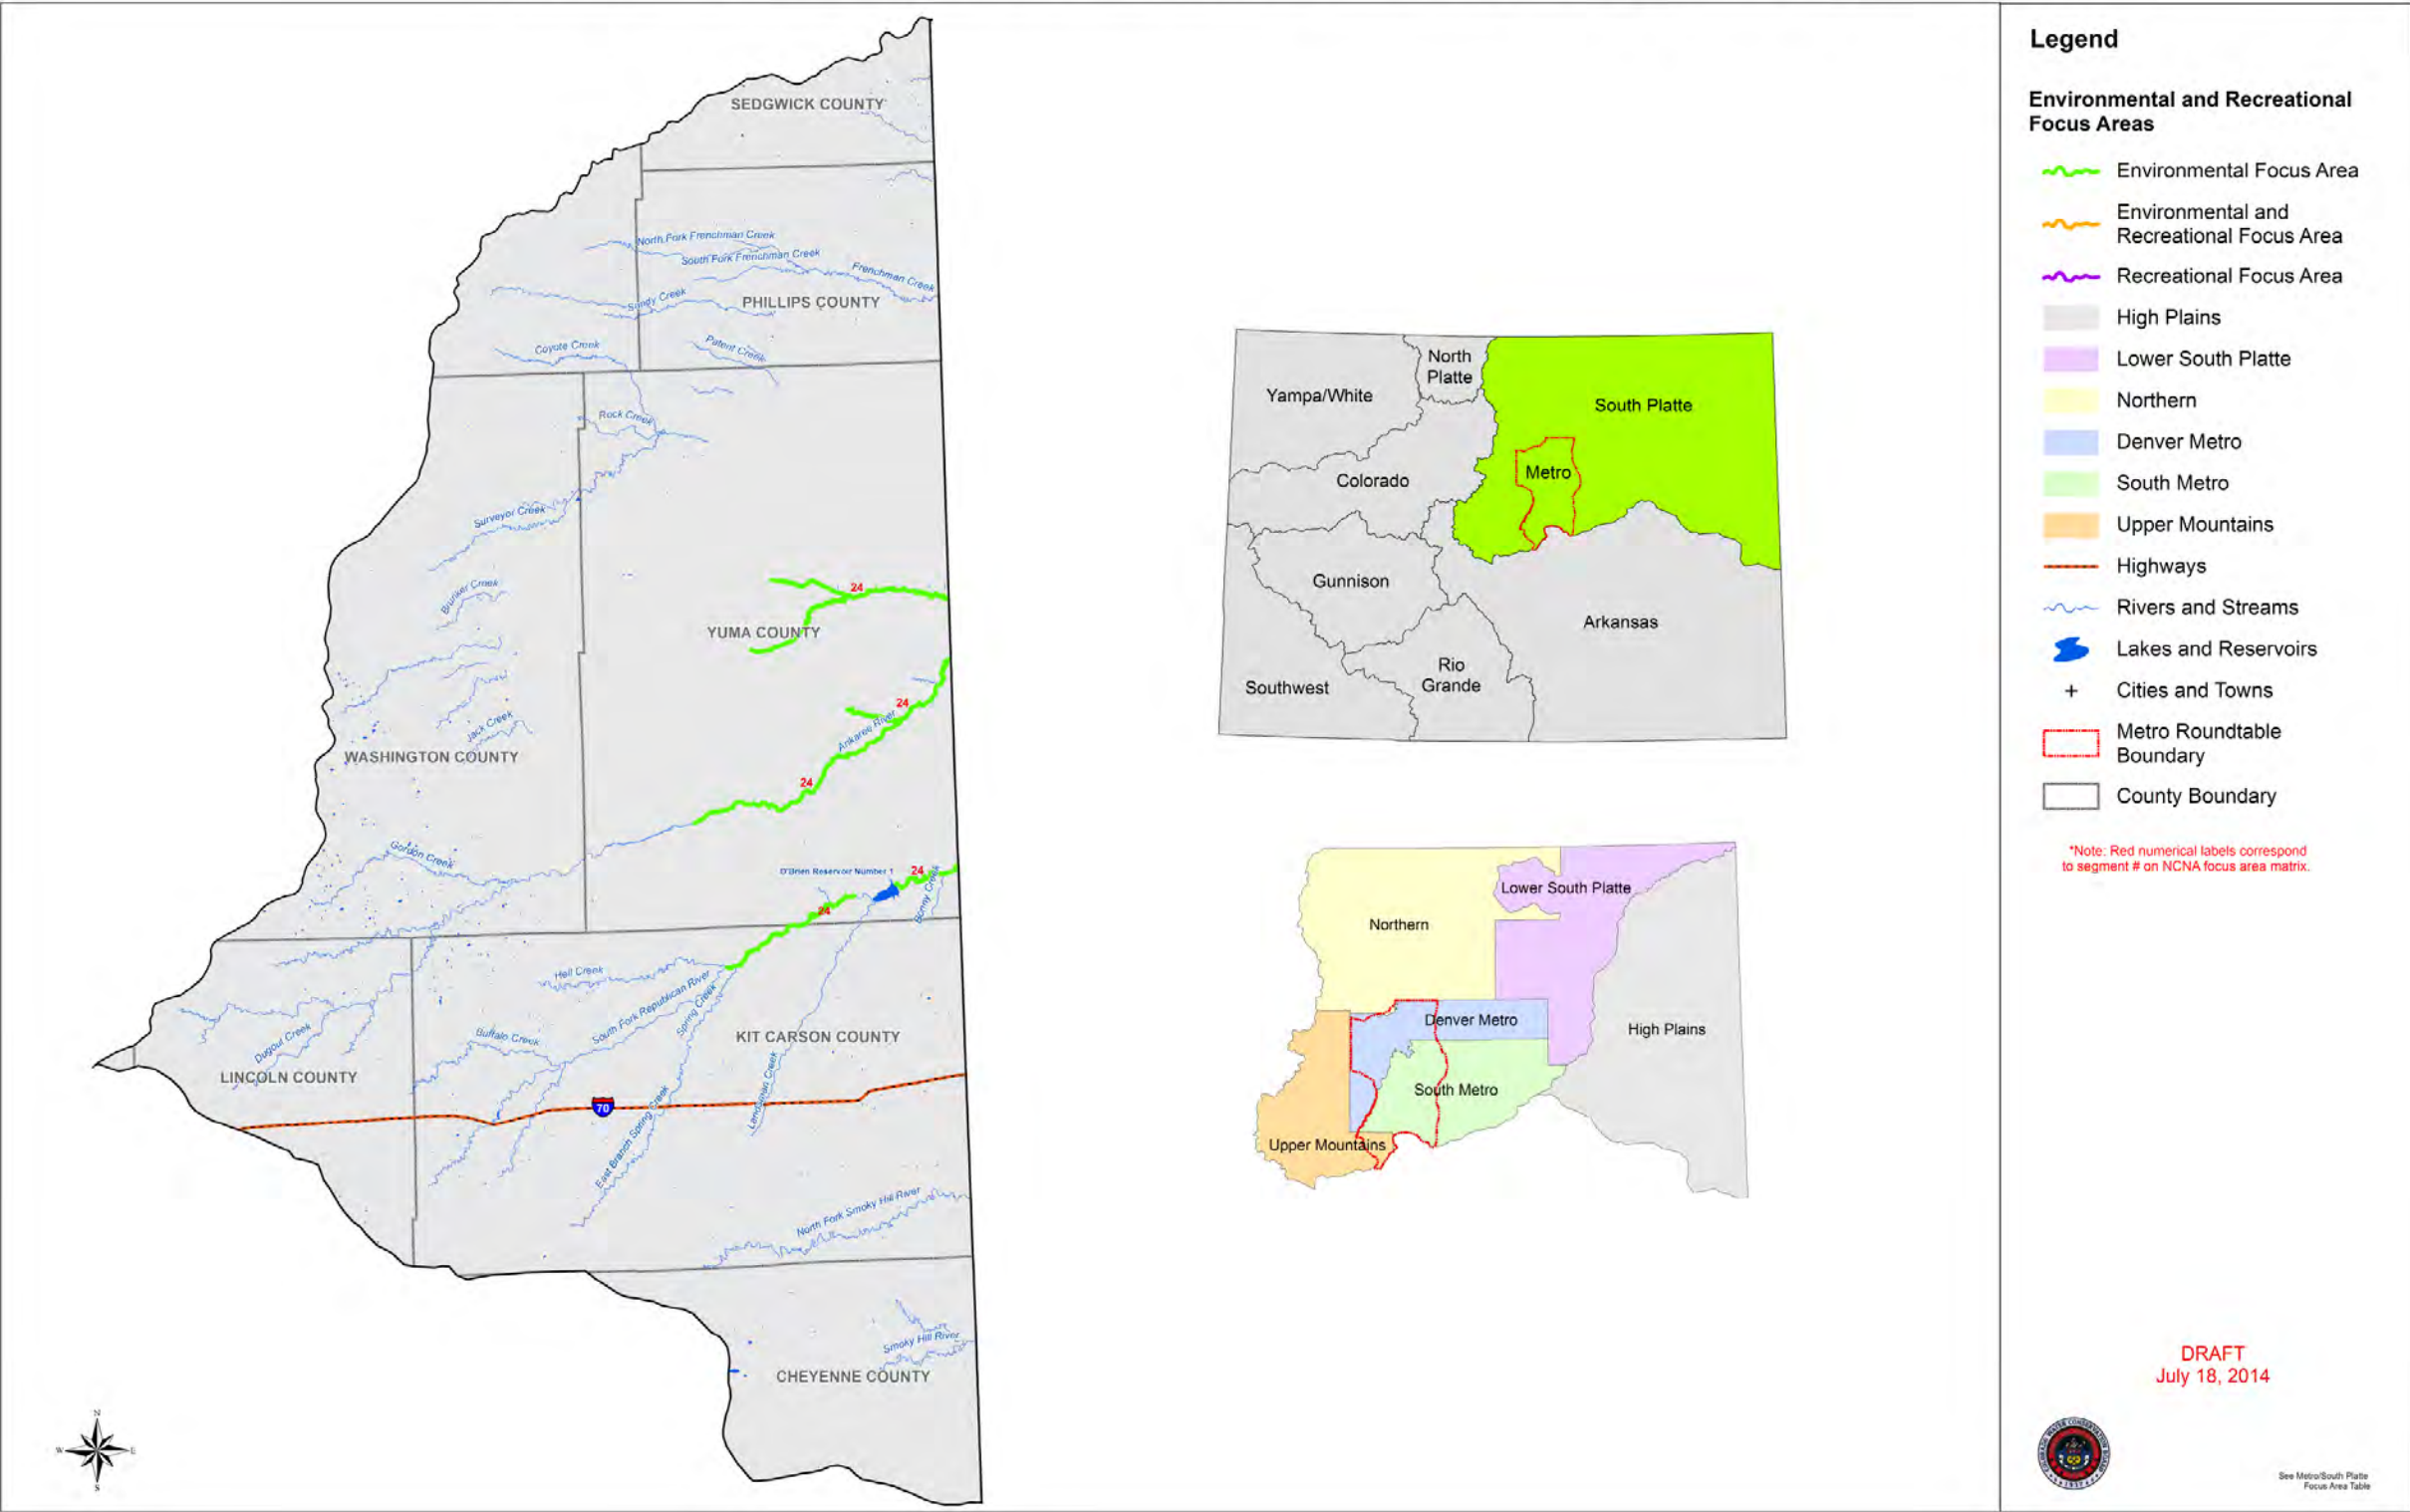 SEDGWICK COUNTY
North Fork Frenchman Creek
South Fork Frenchman Creek
Frenchman Creek
Sandy Creek
PHILLIPS COUNTY
Coyote Creek
Patent Creek
Rock Creek
Surveyor Creek
Brunker Creek
24
YUMA COUNTY
24
Arikaree River
Jack Creek
WASHINGTON COUNTY
24
Gordon Creek
O'Brien Reservoir Number 1
24
Bonny Creek
24
Hell Creek
South Fork Republican River
Spring Creek
Buffalo Creek
Dugout Creek
KIT CARSON COUNTY
LINCOLN COUNTY
Landsman Creek
70
East Branch Spring Creek
North Fork Smoky Hill River
Smoky Hill River
CHEYENNE COUNTY
N
W
E
S
North
Platte
Yampa/White
South Platte
Metro
Colorado
Gunnison
Arkansas
Rio
Grande
Southwest
Lower South Platte
Northern
Denver Metro
High Plains
South Metro
Upper Mountains
Legend
Environmental and Recreational
Focus Areas
Environmental Focus Area
Environmental and
Recreational Focus Area
Recreational Focus Area
High Plains
Lower South Platte
Northern
Denver Metro
South Metro
Upper Mountains
Highways
Rivers and Streams
Lakes and Reservoirs
Cities and Towns
Metro Roundtable
Boundary
County Boundary
*Note: Red numerical labels correspond
to segment # on NCNA focus area matrix.
DRAFT
July 18, 2014
See Metro/South Platte
Focus Area Table